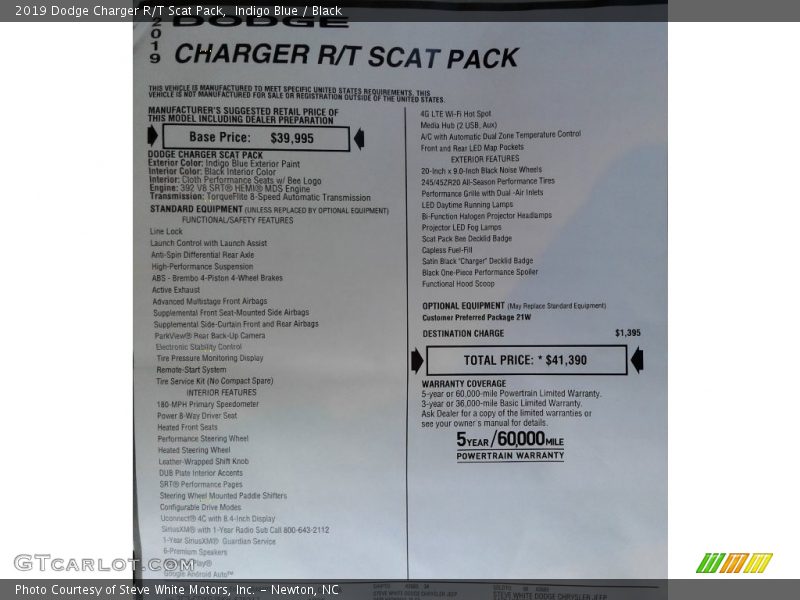 2019 Dodge Charger R/T Scat Pack, Indigo Blue / Black
2019
DODGE
CHARGER R/T SCAT PACK
THIS VEHICLE IS MANUFACTURED TO MEET SPECIFIC UNITED STATES REQUIREMENTS. THIS
VEHICLE IS NOT MANUFACTURED FOR SALE OR REGISTRATION OUTSIDE OF THE UNITED STATES.
MANUFACTURER'S SUGGESTED RETAIL PRICE OF
THIS MODEL INCLUDING DEALER PREPARATION
Base Price: $39,995
DODGE CHARGER SCAT PACK
Exterior Color: Indigo Blue Exterior Paint
Interior Color: Black Interior Color
Interior: Cloth Performance Seats w/ Bee Logo
Engine: 392 V8 SRT® HEMI® MDS Engine
Transmission: TorqueFlite 8-Speed Automatic Transmission
STANDARD EQUIPMENT (UNLESS REPLACED BY OPTIONAL EQUIPMENT)
FUNCTIONAL/SAFETY FEATURES
Line Lock
Launch Control with Launch Assist
Anti-Spin Differential Rear Axle
High-Performance Suspension
ABS - Brembo 4-Piston 4-Wheel Brakes
Active Exhaust
Advanced Multistage Front Airbags
Supplemental Front Seat-Mounted Side Airbags
Supplemental Side-Curtain Front and Rear Airbags
ParkView® Rear Back-Up Camera
Electronic Stability Control
Tire Pressure Monitoring Display
Remote-Start System
Tire Service Kit (No Compact Spare)
INTERIOR FEATURES
180-MPH Primary Speedometer
Power 8-Way Driver Seat
Heated Front Seats
Performance Steering Wheel
Heated Steering Wheel
Leather-Wrapped Shift Knob
DUB Plate Interior Accents
SRT® Performance Pages
Steering Wheel Mounted Paddle Shifters
Configurable Drive Modes
Uconnect® 4C with 8.4-Inch Display
SiriusXM® with 1-Year Radio Sub Call 800-643-2112
1-Year SiriusXM® Guardian Service
6-Premium Speakers
Google Android Auto™
4G LTE Wi-Fi Hot Spot
Media Hub (2 USB, Aux)
A/C with Automatic Dual Zone Temperature Control
Front and Rear LED Map Pockets
EXTERIOR FEATURES
20-Inch x 9.0-Inch Black Noise Wheels
245/45ZR20 All-Season Performance Tires
Performance Grille with Dual -Air Inlets
LED Daytime Running Lamps
Bi-Function Halogen Projector Headlamps
Projector LED Fog Lamps
Scat Pack Bee Decklid Badge
Capless Fuel-Fill
Satin Black "Charger" Decklid Badge
Black One-Piece Performance Spoiler
Functional Hood Scoop
OPTIONAL EQUIPMENT (May Replace Standard Equipment)
Customer Preferred Package 21W
DESTINATION CHARGE $1,395
TOTAL PRICE: * $41,390
WARRANTY COVERAGE
5-year or 60,000-mile Powertrain Limited Warranty.
3-year or 36,000-mile Basic Limited Warranty.
Ask Dealer for a copy of the limited warranties or
see your owner's manual for details.
5YEAR/60,000MILE
POWERTRAIN WARRANTY
GTcarlot.com
STEVE WHITE DODGE CHRYSLER JEEP
STEVE WHITE DODGE CHRYSLER JEEP
Photo Courtesy of Steve White Motors, Inc. - Newton, NC